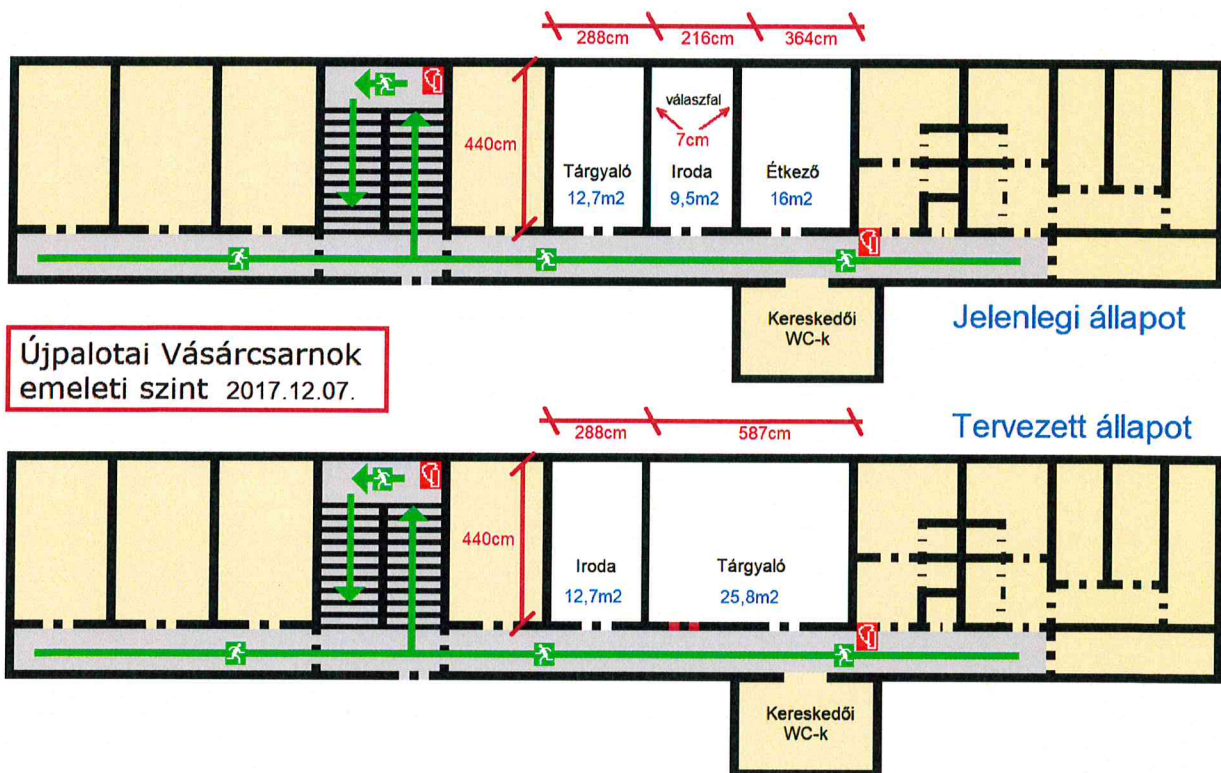 288cm 216cm 364cm
válaszfal
7cm
440cm
Tárgyaló Iroda Étkező
12,7m2 9,5m2 16m2
Kereskedői
WC-k
Jelenlegi állapot
Újpalotai Vásárcsarnok
emeleti szint 2017.12.07.
288cm 587cm
Tervezett állapot
440cm
Iroda Tárgyaló
12,7m2 25,8m2
Kereskedői
WC-k